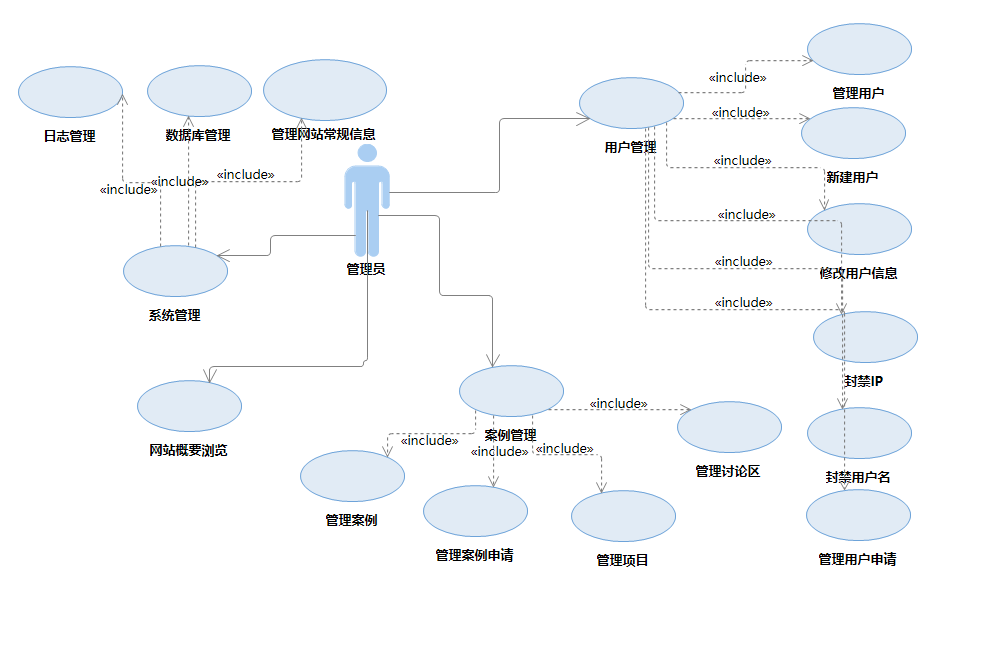 管理用户
«include»
日志管理
数据库管理
管理网站常规信息
用户管理
«include»
«include»
新建用户
«include»
«include»
«include»
«include»
管理员
«include»
修改用户信息
«include»
系统管理
«include»
封禁IP
网站概要浏览
案例管理
«include»
«include»
«include»
«include»
管理讨论区
封禁用户名
管理案例
管理案例申请
管理项目
管理用户申请